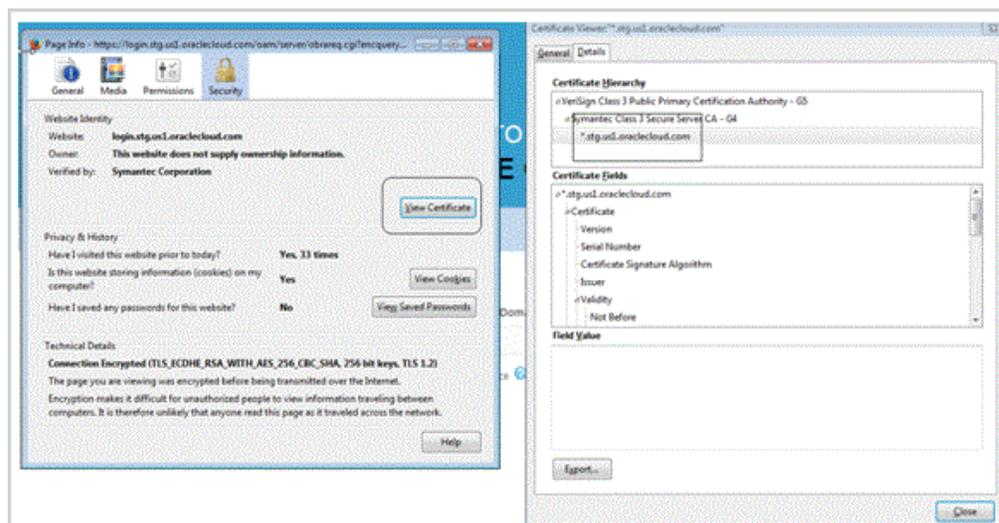 Page Info - https://login.stg.us1.oraclecloud.com/oam/server/obrareq.cgi?encquery...
General Media Permissions Security
Website Identity
Website: login.stg.us1.oraclecloud.com
Owner: This website does not supply ownership information.
Verified by: Symantec Corporation
View Certificate
Privacy & History
Have I visited this website prior to today? Yes, 33 times
Is this website storing information (cookies) on my
computer? Yes View Cookies
Have I saved any passwords for this website? No View Saved Passwords
Technical Details
Connection Encrypted (TLS_ECDHE_RSA_WITH_AES_256_CBC_SHA, 256 bit keys, TLS 1.2)
The page you are viewing was encrypted before being transmitted over the Internet.
Encryption makes it difficult for unauthorized people to view information traveling between
computers. It is therefore unlikely that anyone read this page as it traveled across the network.
Help
Certificate Viewer:"*.stg.us1.oraclecloud.com"
General Details
Certificate Hierarchy
VeriSign Class 3 Public Primary Certification Authority - G5
Symantec Class 3 Secure Server CA - G4
*.stg.us1.oraclecloud.com
Certificate Fields
*.stg.us1.oraclecloud.com
Certificate
Version
Serial Number
Certificate Signature Algorithm
Issuer
Validity
Not Before
Field Value
Export...
Close